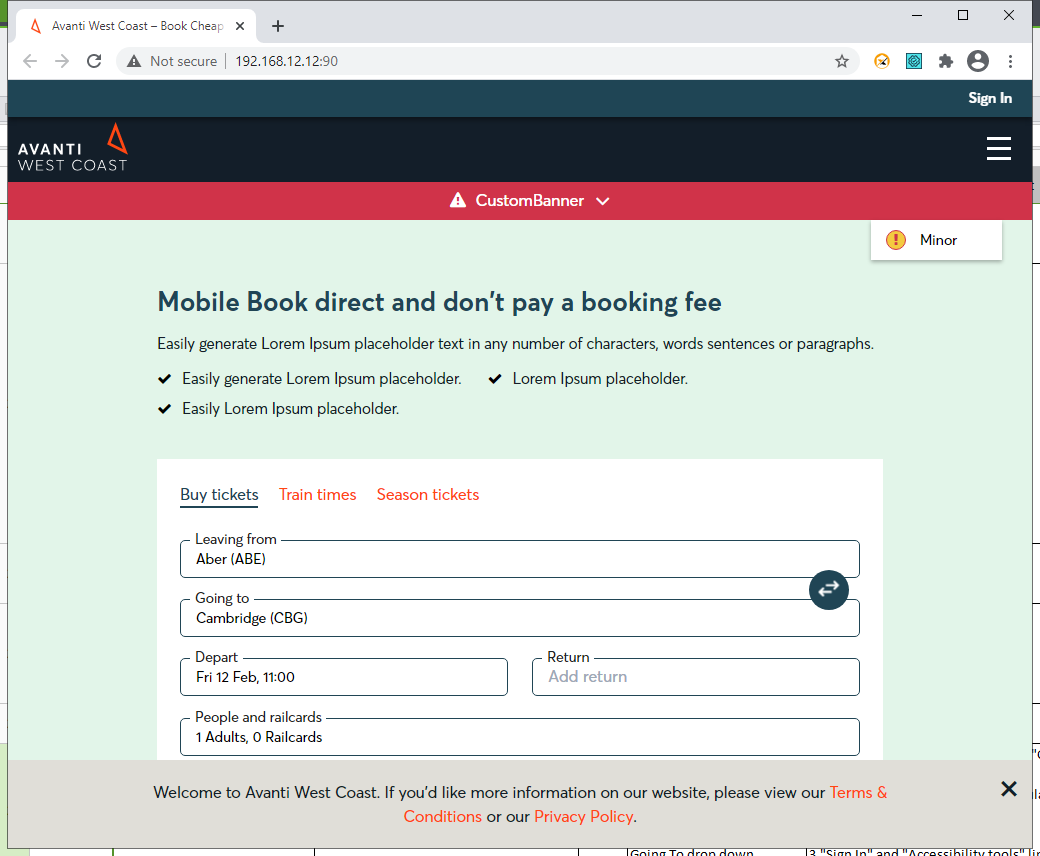 Avanti West Coast – Book Cheap
Not secure 192.168.12.12:90
Sign In
AVANTI
WEST COAST
CustomBanner
Minor
Mobile Book direct and don't pay a booking fee
Easily generate Lorem Ipsum placeholder text in any number of characters, words sentences or paragraphs.
Easily generate Lorem Ipsum placeholder. Lorem Ipsum placeholder.
Easily Lorem Ipsum placeholder.
Buy tickets Train times Season tickets
Leaving from
Aber (ABE)
Going to
Cambridge (CBG)
Depart Return
Fri 12 Feb, 11:00 Add return
People and railcards
1 Adults, 0 Railcards
Welcome to Avanti West Coast. If you'd like more information on our website, please view our Terms &
Conditions or our Privacy Policy.
Going To drop down 3 "Sign In" and "Accessibility tools"